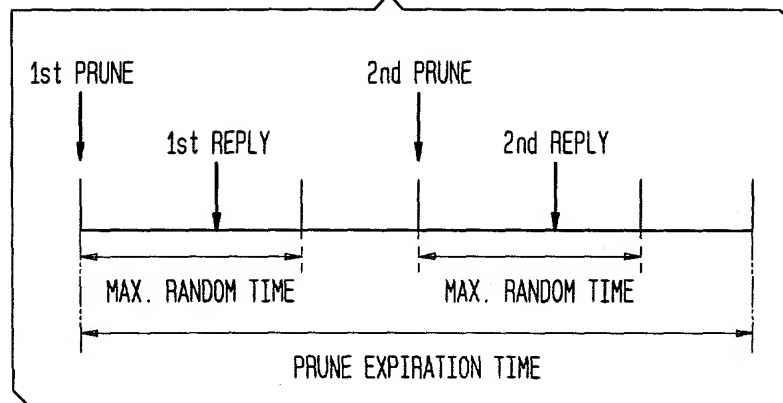 1st PRUNE
2nd PRUNE
1st REPLY
2nd REPLY
MAX. RANDOM TIME
MAX. RANDOM TIME
PRUNE EXPIRATION TIME